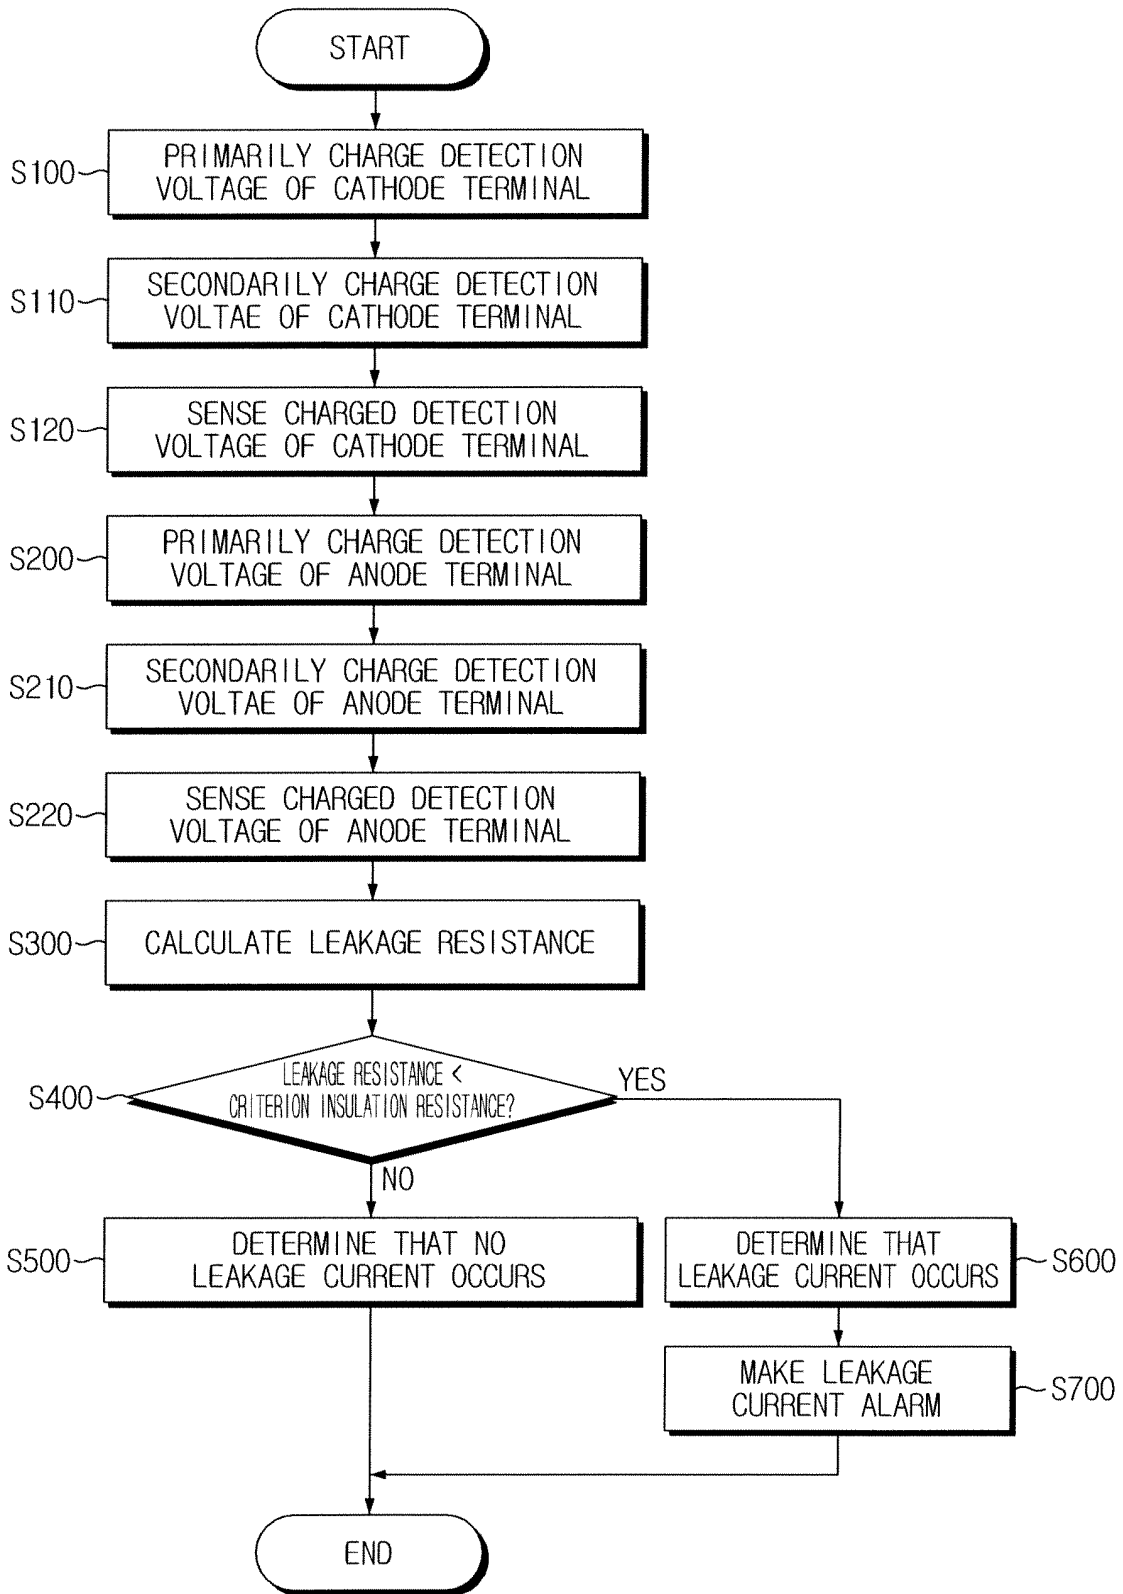 START
S100
PRIMARILY CHARGE DETECTION
VOLTAGE OF CATHODE TERMINAL
S110
SECONDARILY CHARGE DETECTION
VOLTAE OF CATHODE TERMINAL
S120
SENSE CHARGED DETECTION
VOLTAGE OF CATHODE TERMINAL
S200
PRIMARILY CHARGE DETECTION
VOLTAGE OF ANODE TERMINAL
S210
SECONDARILY CHARGE DETECTION
VOLTAE OF ANODE TERMINAL
S220
SENSE CHARGED DETECTION
VOLTAGE OF ANODE TERMINAL
S300
CALCULATE LEAKAGE RESISTANCE
S400
LEAKAGE RESISTANCE <
CRITERION INSULATION RESISTANCE?
YES
NO
S500
DETERMINE THAT NO
LEAKAGE CURRENT OCCURS
DETERMINE THAT
LEAKAGE CURRENT OCCURS
S600
MAKE LEAKAGE
CURRENT ALARM
S700
END